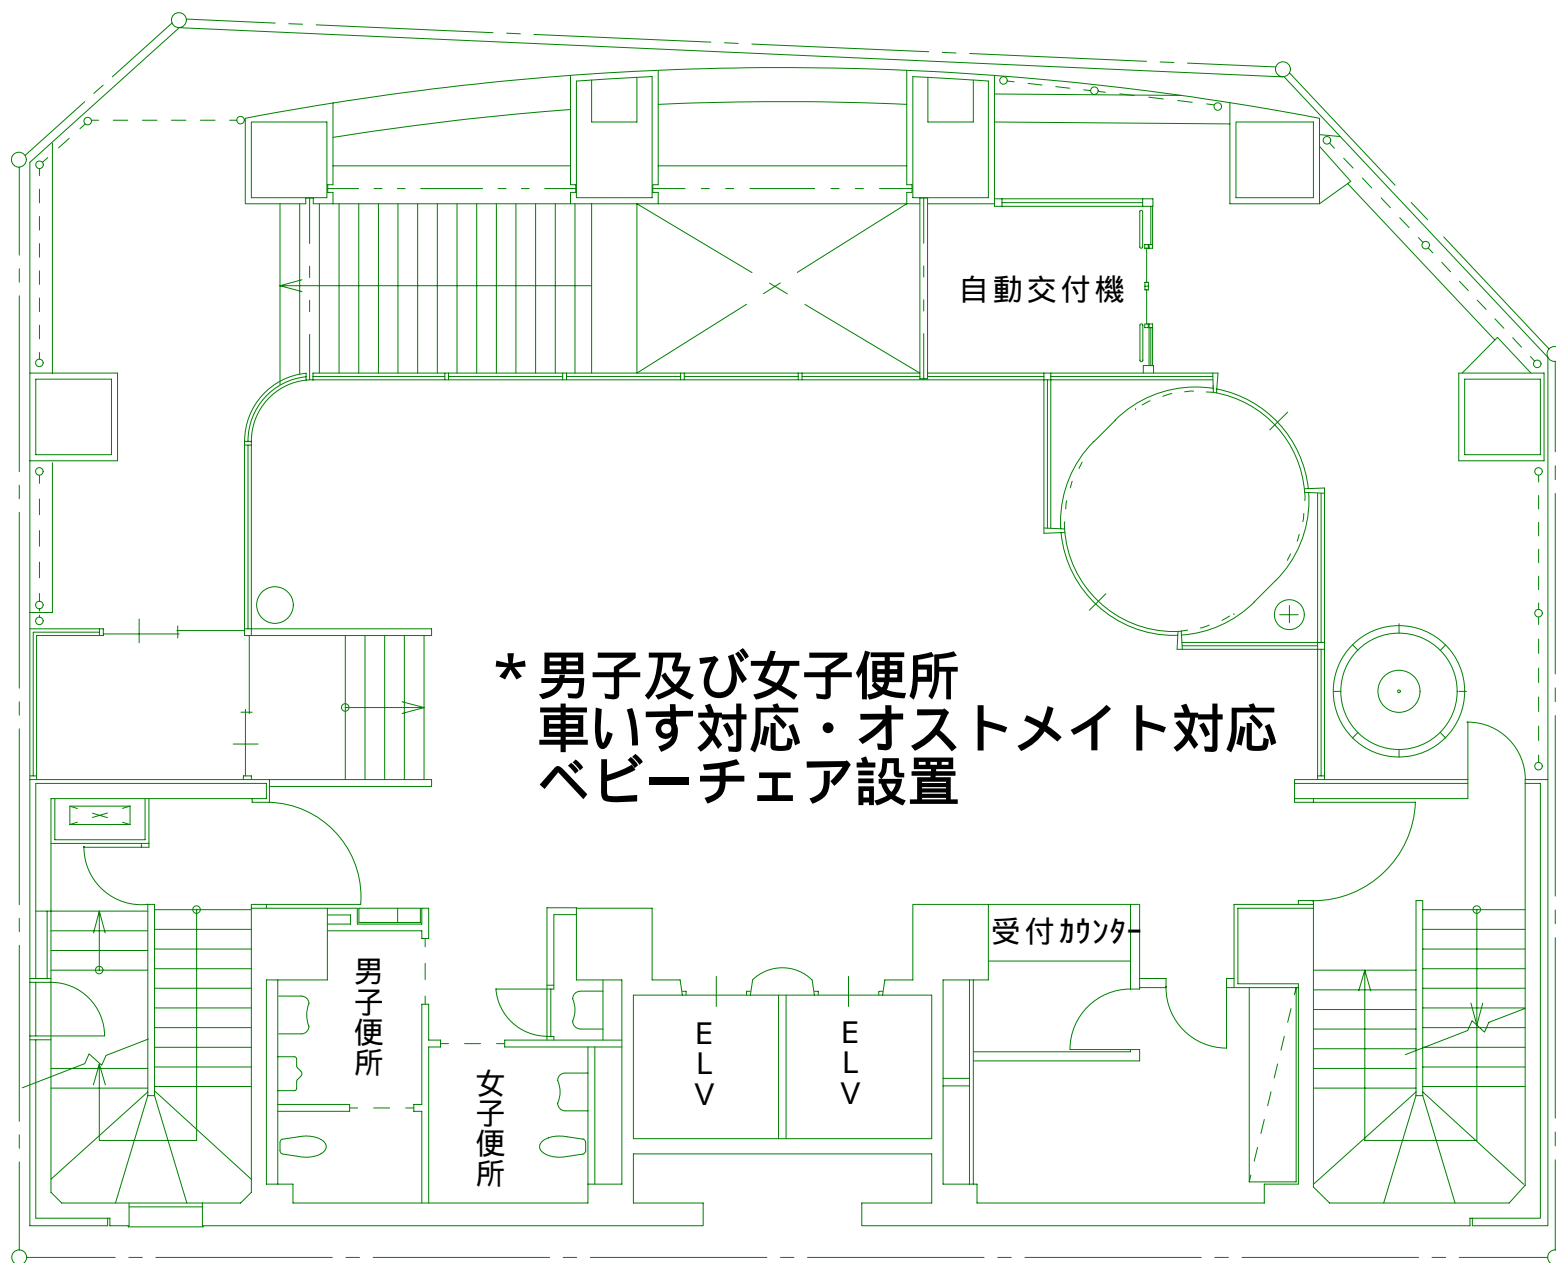 自動交付機
*男子及び女子便所
車いす対応・オストメイト対応
ベビーチェア設置
受付ｶｳﾝﾀｰ
男子便所
女子便所
ELV
ELV